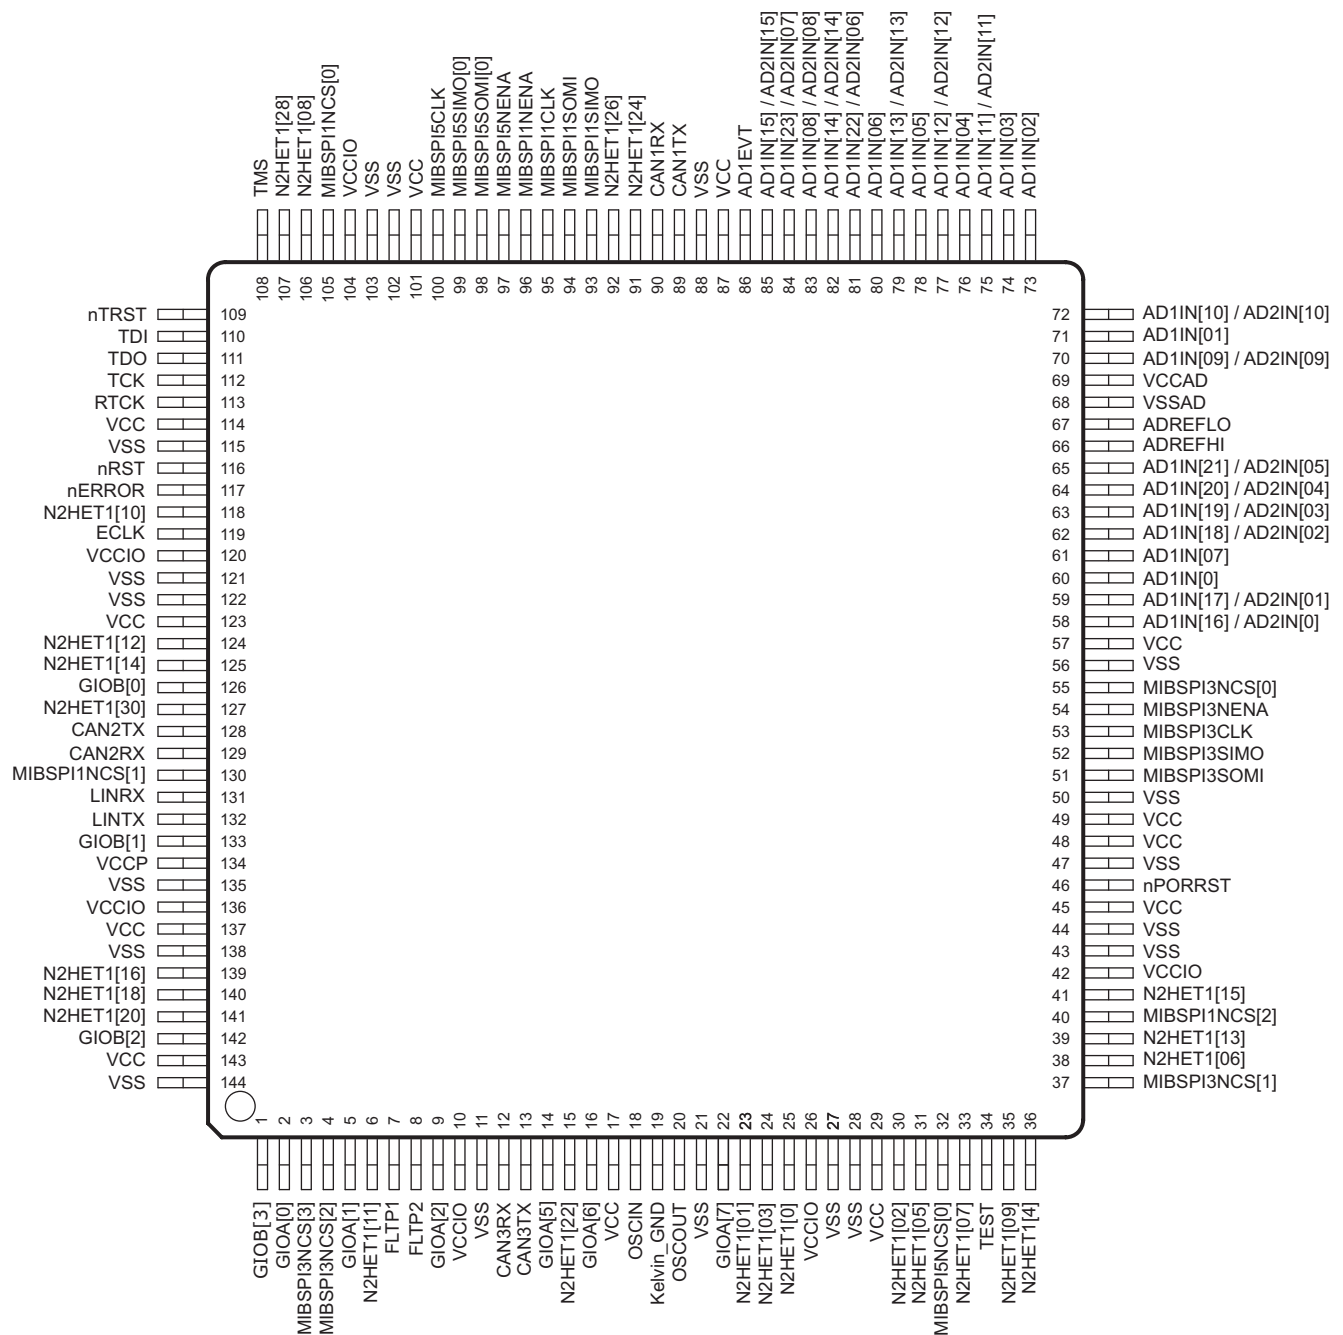 TMS
N2HET1[28]
N2HET1[08]
MIBSPI1NCS[0]
VCCIO
VSS
VSS
VCC
MIBSPI5CLK
MIBSPI5SIMO[0]
MIBSPI5SOMI[0]
MIBSPI5NENA
MIBSPI1NENA
MIBSPI1CLK
MIBSPI1SOMI
MIBSPI1SIMO
N2HET1[26]
N2HET1[24]
CAN1RX
CAN1TX
VSS
VCC
AD1EVT
AD1IN[15] / AD2IN[15]
AD1IN[23] / AD2IN[07]
AD1IN[08] / AD2IN[08]
AD1IN[14] / AD2IN[14]
AD1IN[22] / AD2IN[06]
AD1IN[06]
AD1IN[13] / AD2IN[13]
AD1IN[05]
AD1IN[12] / AD2IN[12]
AD1IN[04]
AD1IN[11] / AD2IN[11]
AD1IN[03]
AD1IN[02]
108
107
106
105
104
103
102
101
100
99
98
97
96
95
94
93
92
91
90
89
88
87
86
85
84
83
82
81
80
79
78
77
76
75
74
73
nTRST 109
TDI 110
TDO 111
TCK 112
RTCK 113
VCC 114
VSS 115
nRST 116
nERROR 117
N2HET1[10] 118
ECLK 119
VCCIO 120
VSS 121
VSS 122
VCC 123
N2HET1[12] 124
N2HET1[14] 125
GIOB[0] 126
N2HET1[30] 127
CAN2TX 128
CAN2RX 129
MIBSPI1NCS[1] 130
LINRX 131
LINTX 132
GIOB[1] 133
VCCP 134
VSS 135
VCCIO 136
VCC 137
VSS 138
N2HET1[16] 139
N2HET1[18] 140
N2HET1[20] 141
GIOB[2] 142
VCC 143
VSS 144
72 AD1IN[10] / AD2IN[10]
71 AD1IN[01]
70 AD1IN[09] / AD2IN[09]
69 VCCAD
68 VSSAD
67 ADREFLO
66 ADREFHI
65 AD1IN[21] / AD2IN[05]
64 AD1IN[20] / AD2IN[04]
63 AD1IN[19] / AD2IN[03]
62 AD1IN[18] / AD2IN[02]
61 AD1IN[07]
60 AD1IN[0]
59 AD1IN[17] / AD2IN[01]
58 AD1IN[16] / AD2IN[0]
57 VCC
56 VSS
55 MIBSPI3NCS[0]
54 MIBSPI3NENA
53 MIBSPI3CLK
52 MIBSPI3SIMO
51 MIBSPI3SOMI
50 VSS
49 VCC
48 VCC
47 VSS
46 nPORRST
45 VCC
44 VSS
43 VSS
42 VCCIO
41 N2HET1[15]
40 MIBSPI1NCS[2]
39 N2HET1[13]
38 N2HET1[06]
37 MIBSPI3NCS[1]
1
2
3
4
5
6
7
8
9
10
11
12
13
14
15
16
17
18
19
20
21
22
23
24
25
26
27
28
29
30
31
32
33
34
35
36
GIOB[3]
GIOA[0]
MIBSPI3NCS[3]
MIBSPI3NCS[2]
GIOA[1]
N2HET1[11]
FLTP1
FLTP2
GIOA[2]
VCCIO
VSS
CAN3RX
CAN3TX
GIOA[5]
N2HET1[22]
GIOA[6]
VCC
OSCIN
Kelvin_GND
OSCOUT
VSS
GIOA[7]
N2HET1[01]
N2HET1[03]
N2HET1[0]
VCCIO
VSS
VSS
VCC
N2HET1[02]
N2HET1[05]
MIBSPI5NCS[0]
N2HET1[07]
TEST
N2HET1[09]
N2HET1[4]